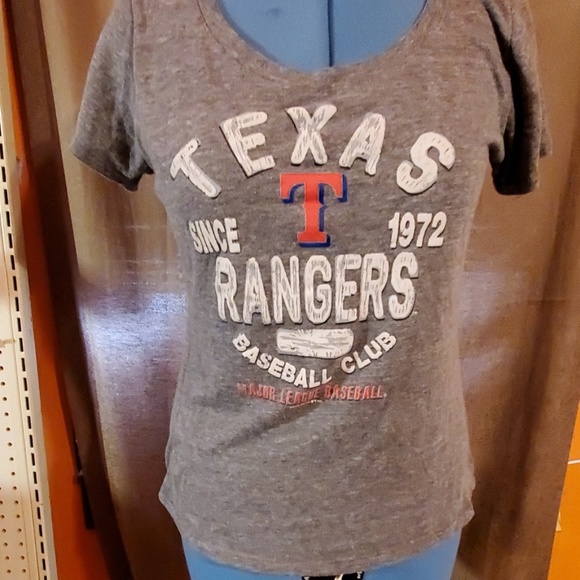 TEXAS
T
SINCE 1972
RANGERS
BASEBALL CLUB
MAJOR LEAGUE BASEBALL